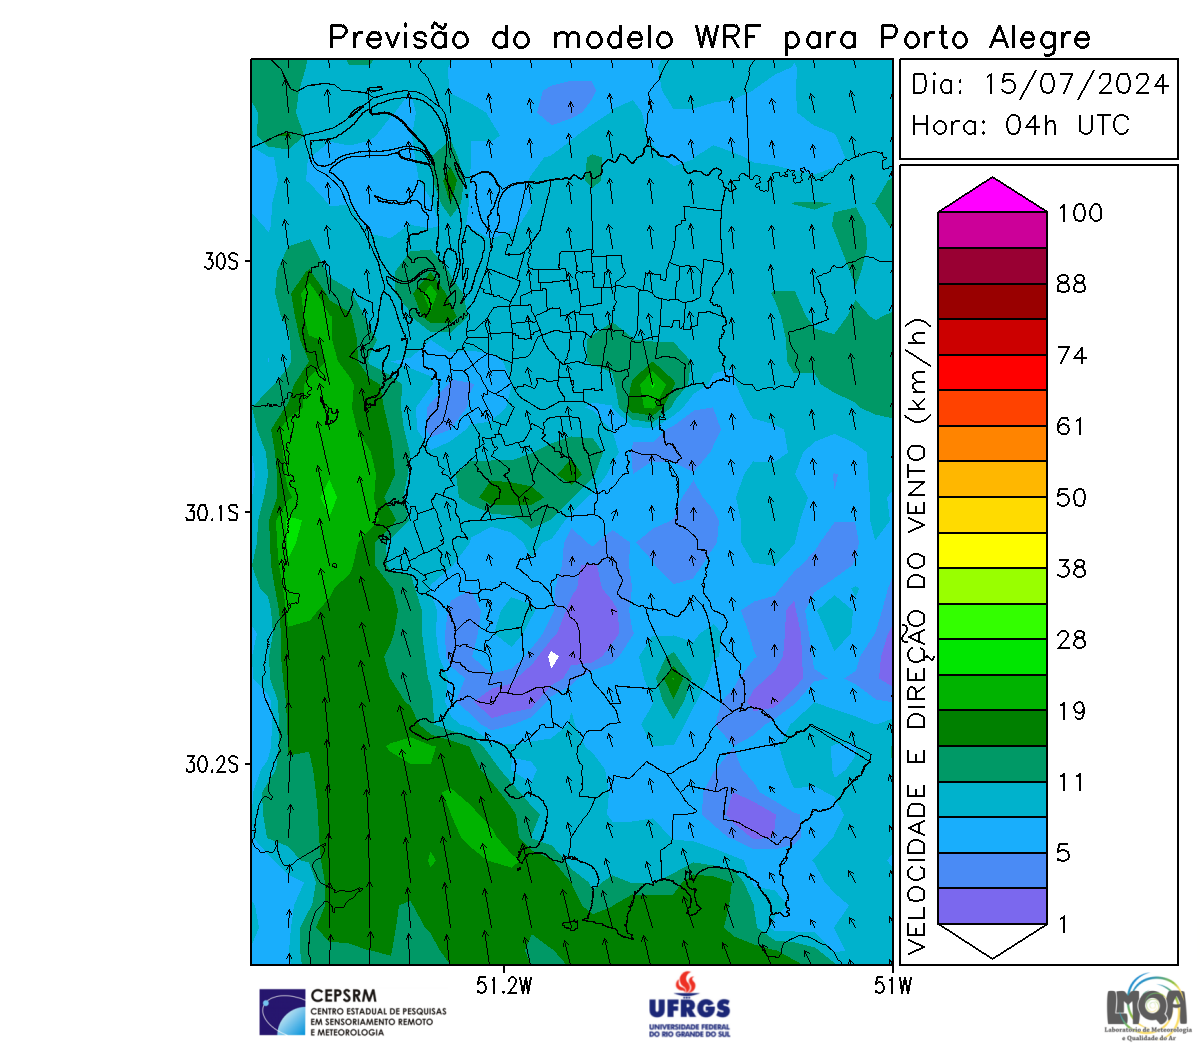 Previsão do modelo WRF para Porto Alegre
Dia: 15/07/2024
Hora: 04h UTC
30S
30.1S
30.2S
51.2W
51W
VELOCIDADE E DIREÇÃO DO VENTO (km/h)
100
88
74
61
50
38
28
19
11
5
1
CEPSRM
CENTRO ESTADUAL DE PESQUISAS
EM SENSORIAMENTO REMOTO
E METEOROLOGIA
UFRGS
UNIVERSIDADE FEDERAL
DO RIO GRANDE DO SUL
LMQA
Laboratório de Meteorologia
e Qualidade do Ar